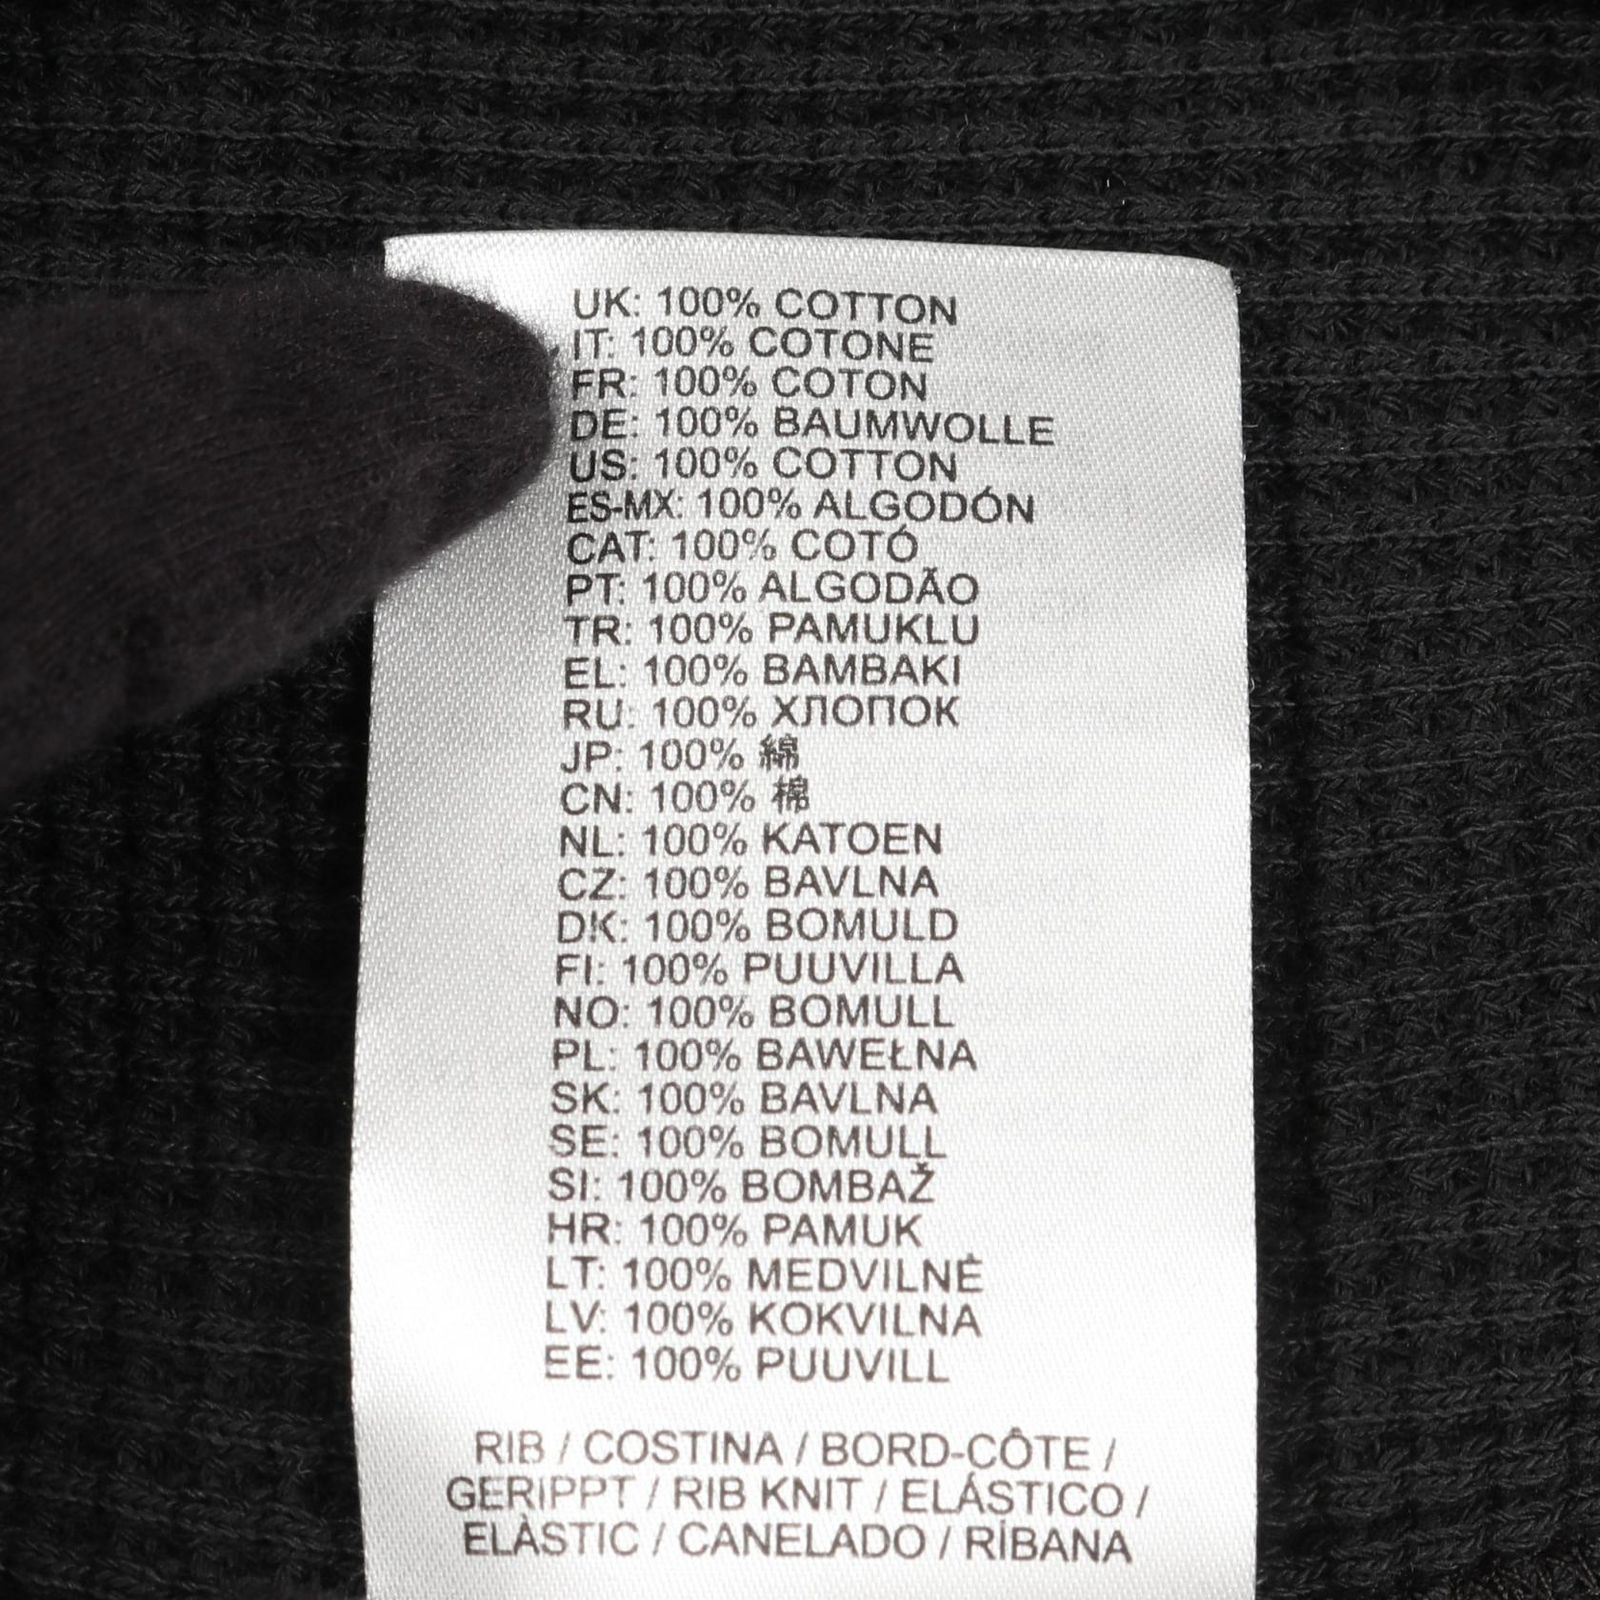 UK: 100% COTTON
IT: 100% COTONE
FR: 100% COTON
DE: 100% BAUMWOLLE
US: 100% COTTON
ES-MX: 100% ALGODÓN
CAT: 100% COTÓ
PT: 100% ALGODÃO
TR: 100% PAMUKLU
EL: 100% BAMBAKI
RU: 100% ХЛОПОК
JP: 100% 綿
CN: 100% 棉
NL: 100% KATOEN
CZ: 100% BAVLNA
DK: 100% BOMULD
FI: 100% PUUVILLA
NO: 100% BOMULL
PL: 100% BAWEŁNA
SK: 100% BAVLNA
SE: 100% BOMULL
SI: 100% BOMBAŽ
HR: 100% PAMUK
LT: 100% MEDVILNĖ
LV: 100% KOKVILNA
EE: 100% PUUVILL
RIB / COSTINA / BORD-CÔTE /
GERIPPT / RIB KNIT / ELÁSTICO /
ELÀSTIC / CANELADO / RİBANA